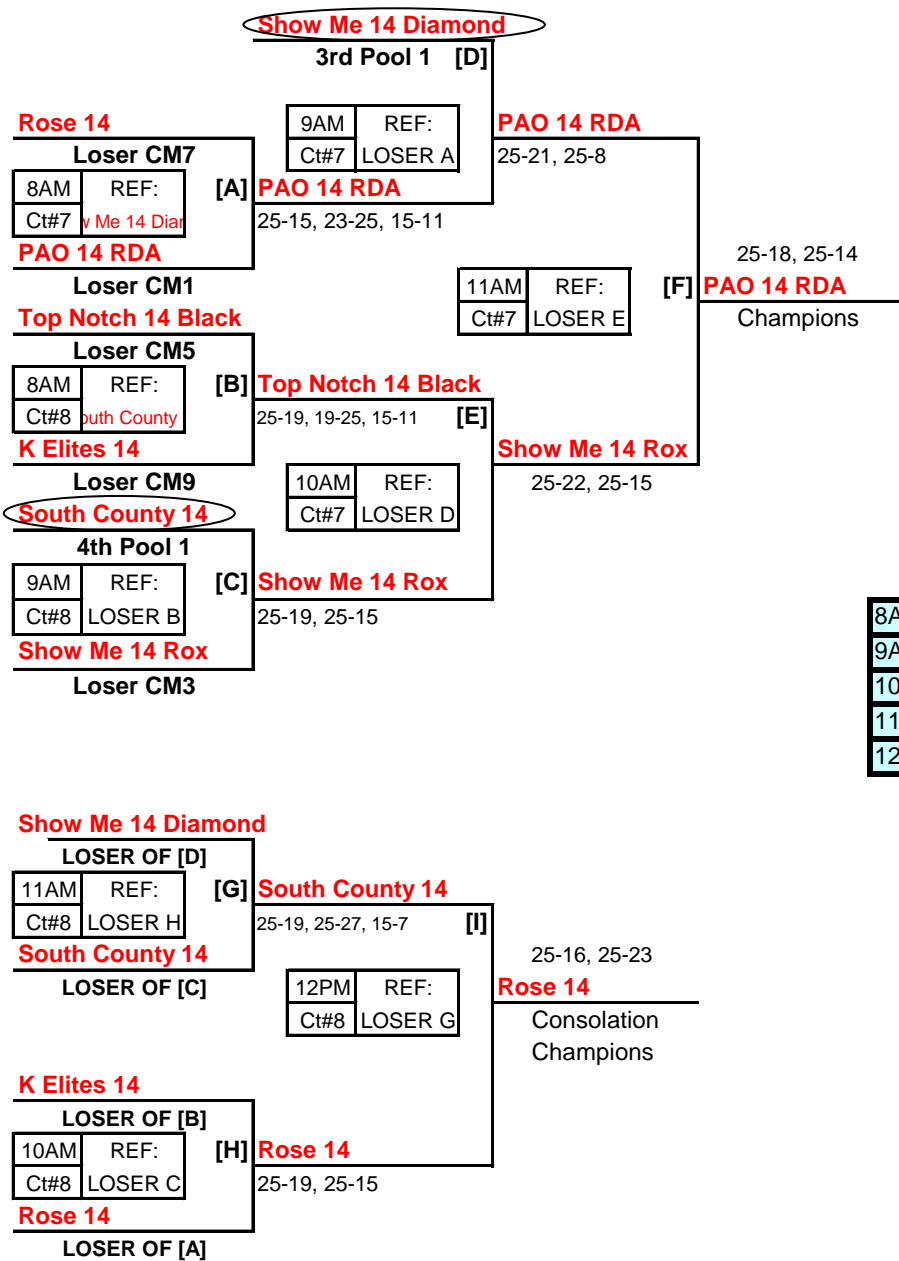 Show Me 14 Diamond
3rd Pool 1 [D]
Rose 14
9AM REF:
PAO 14 RDA
Loser CM7
Ct#7 LOSER A
25-21, 25-8
8AM REF:
[A] PAO 14 RDA
Ct#7
25-15, 23-25, 15-11
PAO 14 RDA
25-18, 25-14
Loser CM1
11AM REF:
[F] PAO 14 RDA
Top Notch 14 Black
Ct#7 LOSER E
Champions
Loser CM5
8AM REF:
[B] Top Notch 14 Black
Ct#8 outh County
25-19, 19-25, 15-11 [E]
K Elites 14
Show Me 14 Rox
Loser CM9
10AM REF:
25-22, 25-15
South County 14
Ct#7 LOSER D
4th Pool 1
9AM REF:
[C] Show Me 14 Rox
Ct#8 LOSER B
25-19, 25-15
8A
Show Me 14 Rox
9A
Loser CM3
10
11
12
Show Me 14 Diamond
LOSER OF [D]
11AM REF:
[G] South County 14
Ct#8 LOSER H
25-19, 25-27, 15-7 [I]
South County 14
25-16, 25-23
LOSER OF [C]
12PM REF:
Rose 14
Ct#8 LOSER G
Consolation
Champions
K Elites 14
LOSER OF [B]
10AM REF:
[H] Rose 14
Ct#8 LOSER C
25-19, 25-15
Rose 14
LOSER OF [A]